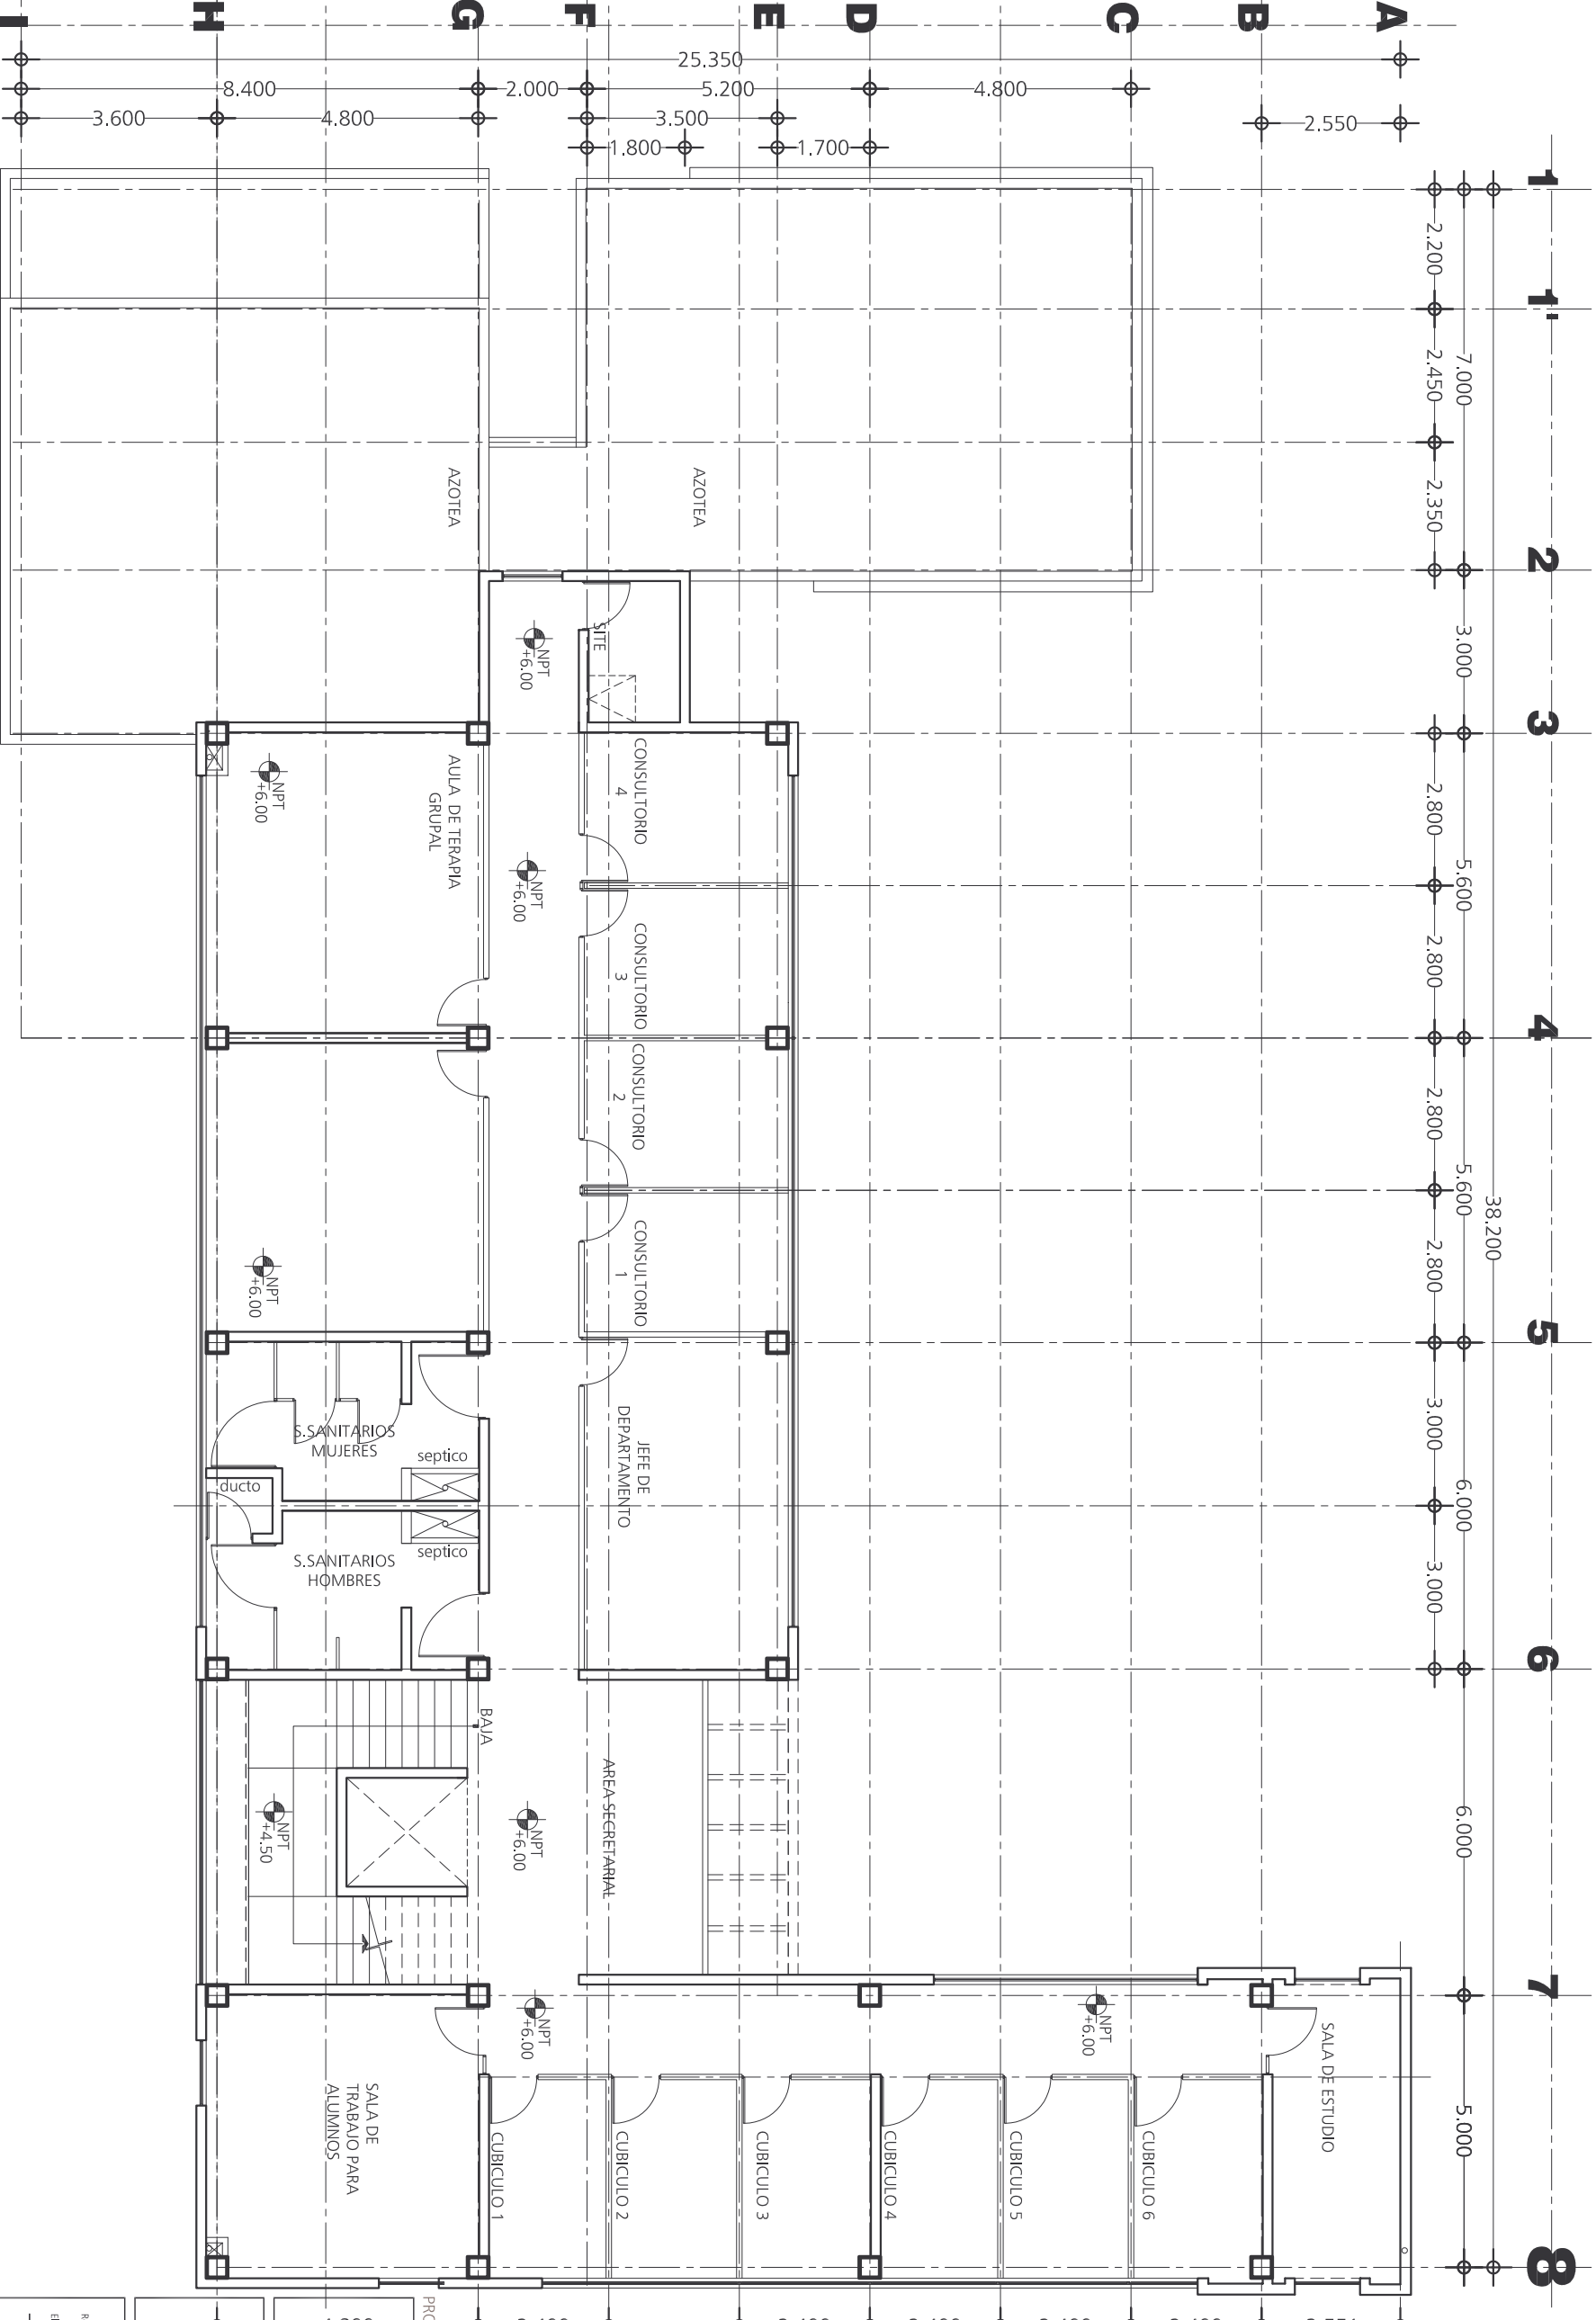 I
H
G
F
E
D
C
B
A
25.350
8.400
2.000
5.200
4.800
3.600
4.800
3.500
2.550
1.800
1.700
1
1'
2
3
4
5
6
7
8
2.200
2.450
2.350
7.000
3.000
2.800
5.600
2.800
2.800
5.600
2.800
38.200
3.000
6.000
3.000
6.000
5.000
AZOTEA
AZOTEA
SITE
NPT
+6.00
CONSULTORIO
4
AULA DE TERAPIA
GRUPAL
NPT
+6.00
NPT
+6.00
CONSULTORIO
3
CONSULTORIO
2
CONSULTORIO
1
NPT
+6.00
JEFE DE
DEPARTAMENTO
S.SANITARIOS
MUJERES
septico
ducto
septico
S.SANITARIOS
HOMBRES
BAJA
AREA SECRETARIAL
NPT
+4.50
NPT
+6.00
NPT
+6.00
NPT
+6.00
SALA DE ESTUDIO
SALA DE
TRABAJO PARA
ALUMNOS
CUBICULO 1
CUBICULO 2
CUBICULO 3
CUBICULO 4
CUBICULO 5
CUBICULO 6